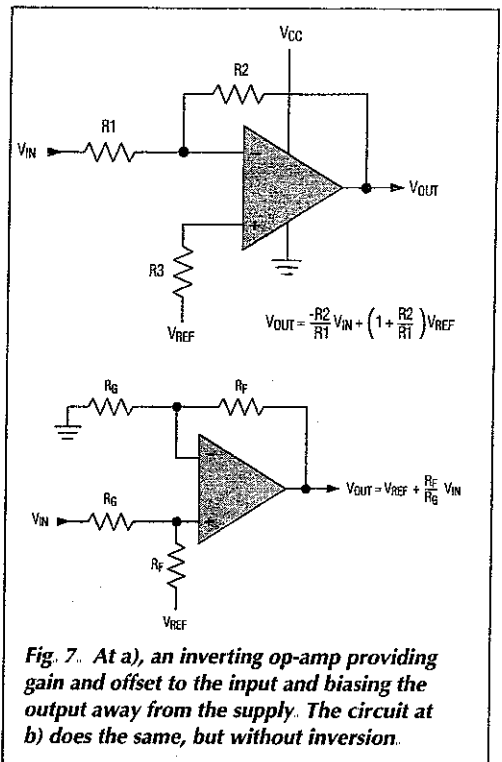 VCC
R2
R1
VIN
−
VOUT
+
R3
VREF
VOUT = -R2/R1 VIN + (1 + R2/R1) VREF
RG
RF
−
VOUT = VREF + RF/RG VIN
VIN
RG
+
RF
VREF
Fig. 7. At a), an inverting op-amp providing
gain and offset to the input and biasing the
output away from the supply. The circuit at
b) does the same, but without inversion.